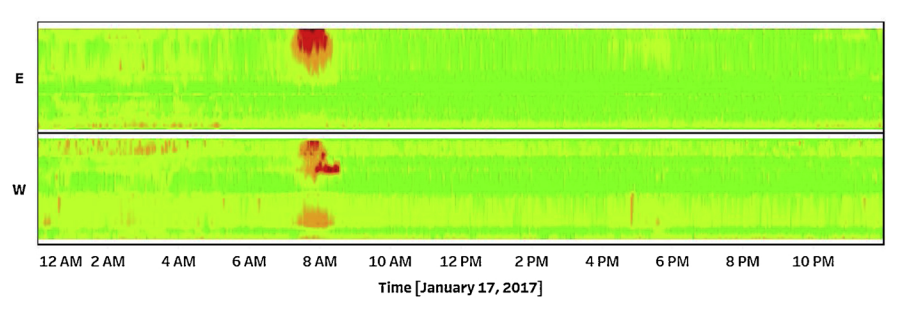 E
W
12 AM 2 AM 4 AM 6 AM 8 AM 10 AM 12 PM 2 PM 4 PM 6 PM 8 PM 10 PM
Time [January 17, 2017]